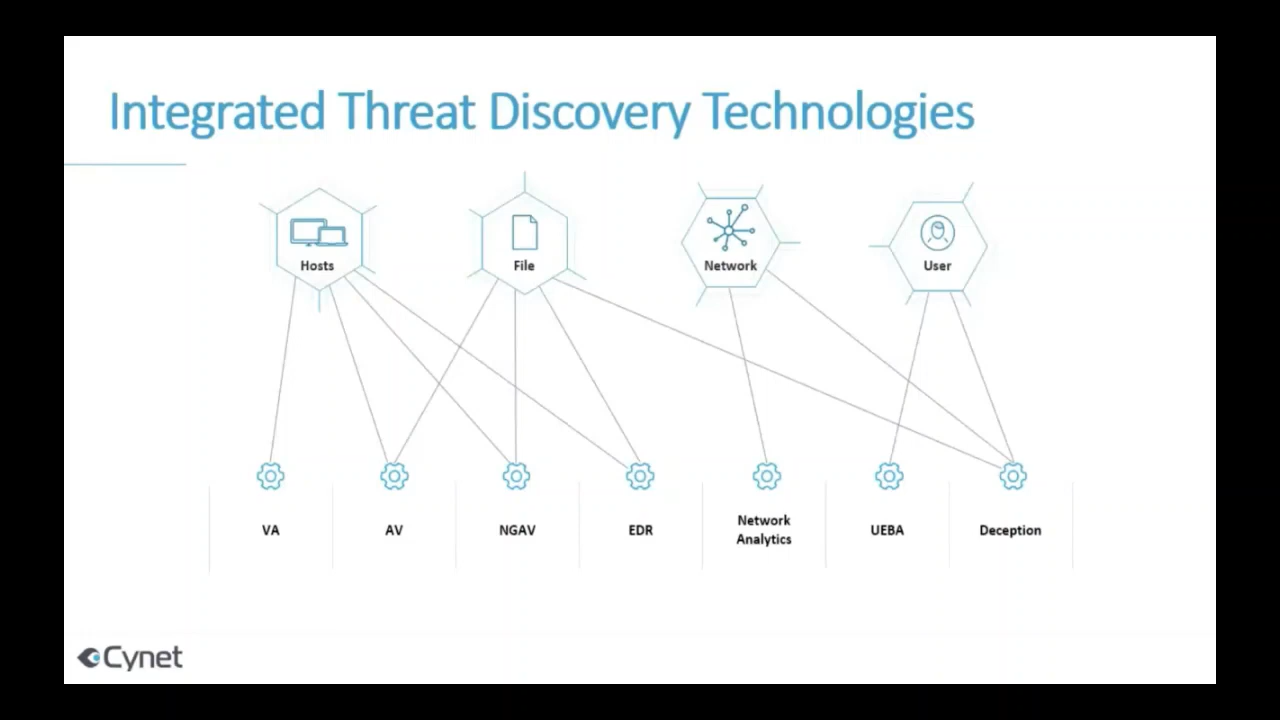 Integrated Threat Discovery Technologies
Hosts
File
Network
User
VA
AV
NGAV
EDR
Network
Analytics
UEBA
Deception
Cynet